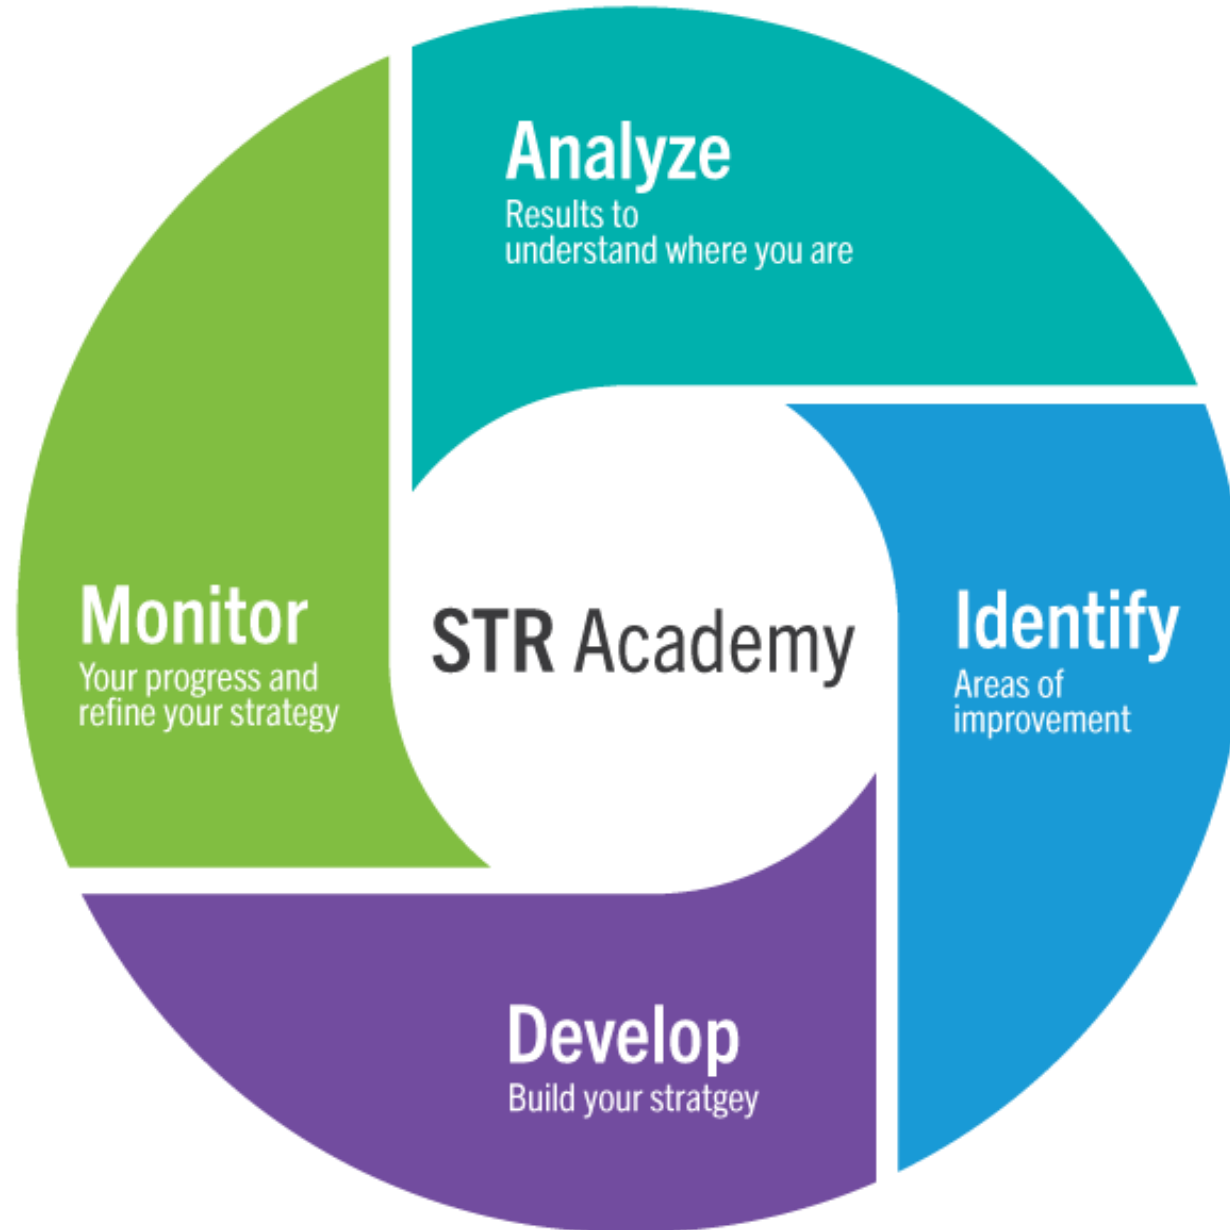 Analyze
Results to
understand where you are
Identify
Areas of
improvement
STR Academy
Monitor
Your progress and
refine your strategy
Develop
Build your stratgey